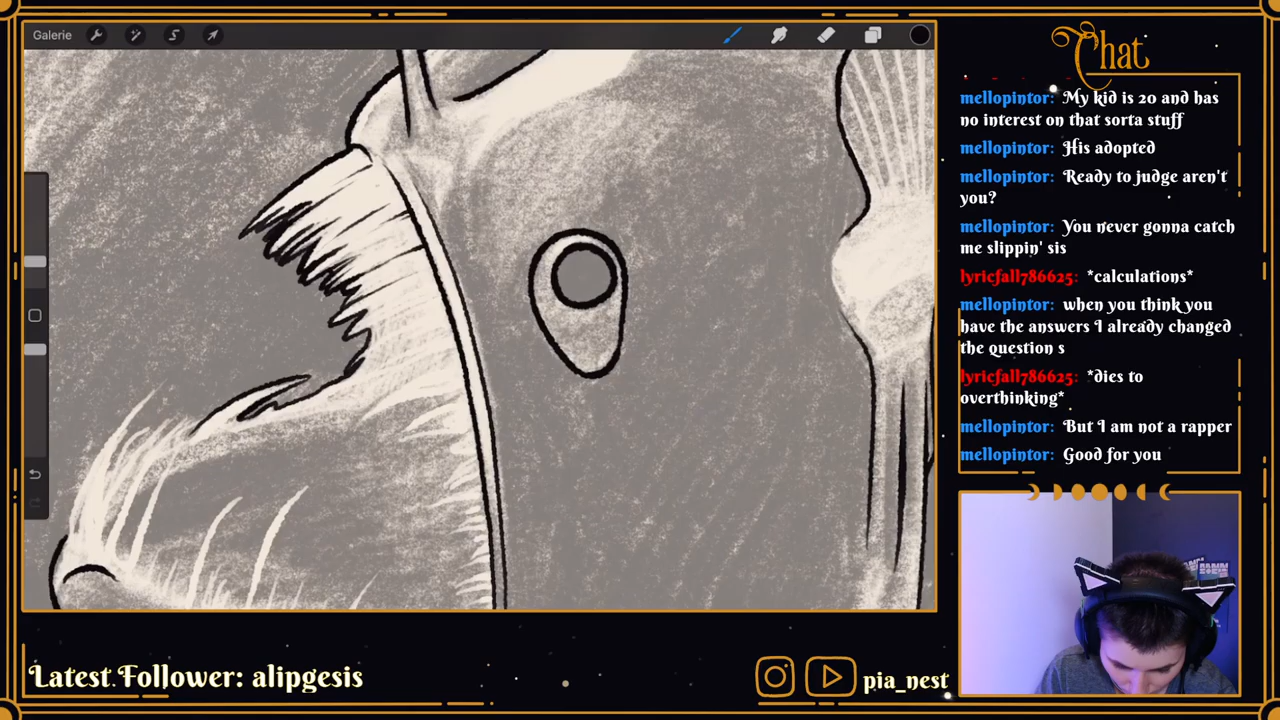 Galerie
Chat
mellopintor: My kid is 20 and has
no interest on that sorta stuff
mellopintor: His adopted
mellopintor: Ready to judge aren't
you?
mellopintor: You never gonna catch
me slippin' sis
lyricfall786625: *calculations*
mellopintor: when you think you
have the answers I already changed
the question s
lyricfall786625: *dies to
overthinking*
mellopintor: But I am not a rapper
mellopintor: Good for you
Latest Follower: alipgesis
pia_nest